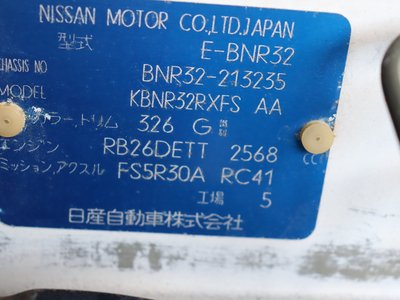 NISSAN MOTOR CO.,LTD.JAPAN
型式 E-BNR32
CHASSIS NO BNR32-213235
MODEL KBNR32RXFS AA
カラー,トリム 326 G
エンジン RB26DETT 2568 CC
ミッション,アクスル FS5R30A RC41
工場 5
日産自動車株式会社